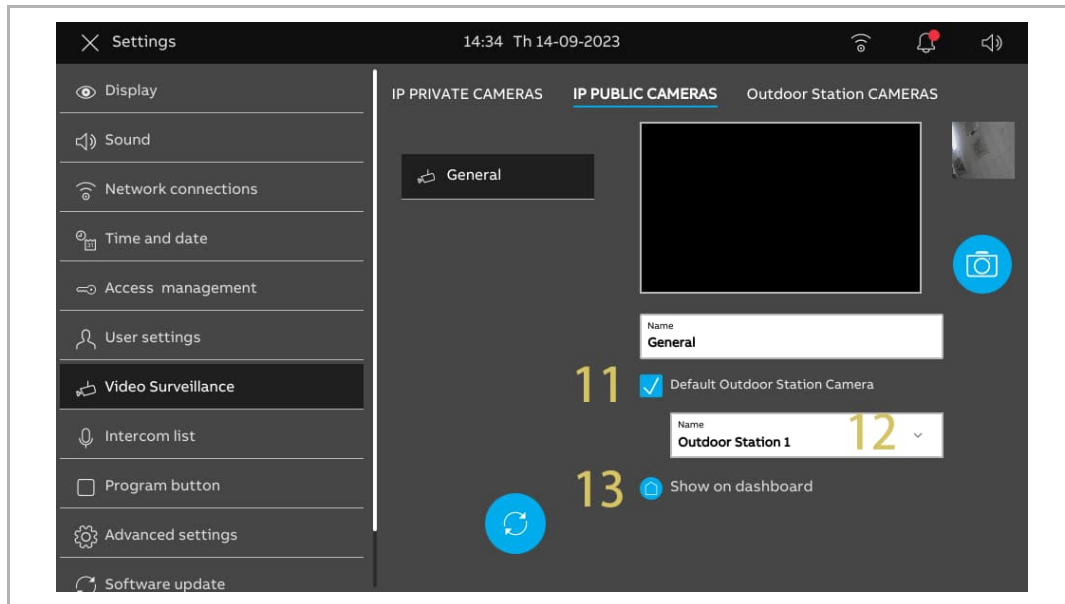 Settings
14:34 Th 14-09-2023
Display
Sound
Network connections
Time and date
Access management
User settings
Video Surveillance
Intercom list
Program button
Advanced settings
Software update
IP PRIVATE CAMERAS
IP PUBLIC CAMERAS
Outdoor Station CAMERAS
General
Name
General
11
Default Outdoor Station Camera
Name
Outdoor Station 1
12
13
Show on dashboard